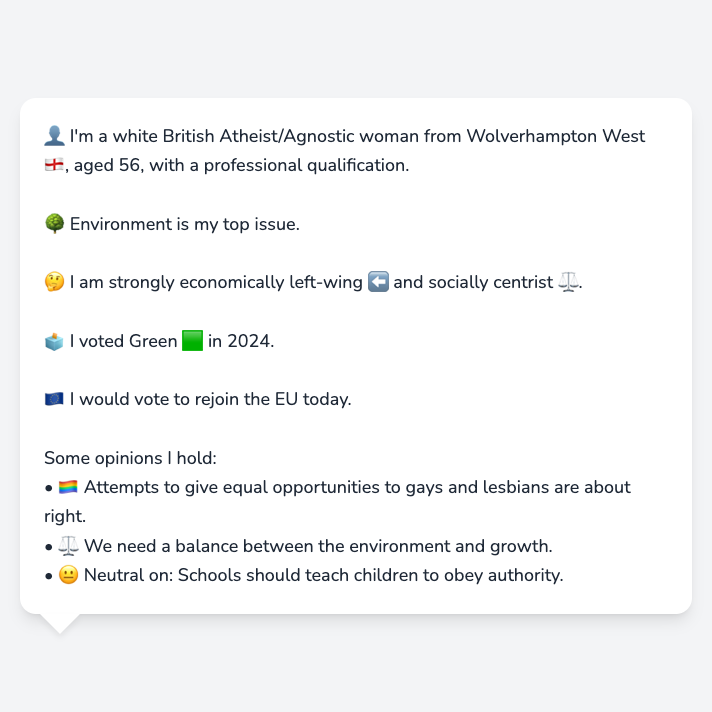 👤 I'm a white British Atheist/Agnostic woman from Wolverhampton West
🏴󠁧󠁢󠁥󠁮󠁧󠁿, aged 56, with a professional qualification.
🌳 Environment is my top issue.
🤔 I am strongly economically left-wing ⬅️ and socially centrist ⚖️.
🗳️ I voted Green 🟩 in 2024.
🇪🇺 I would vote to rejoin the EU today.
Some opinions I hold:
• 🏳️‍🌈 Attempts to give equal opportunities to gays and lesbians are about
right.
• ⚖️ We need a balance between the environment and growth.
• 😐 Neutral on: Schools should teach children to obey authority.